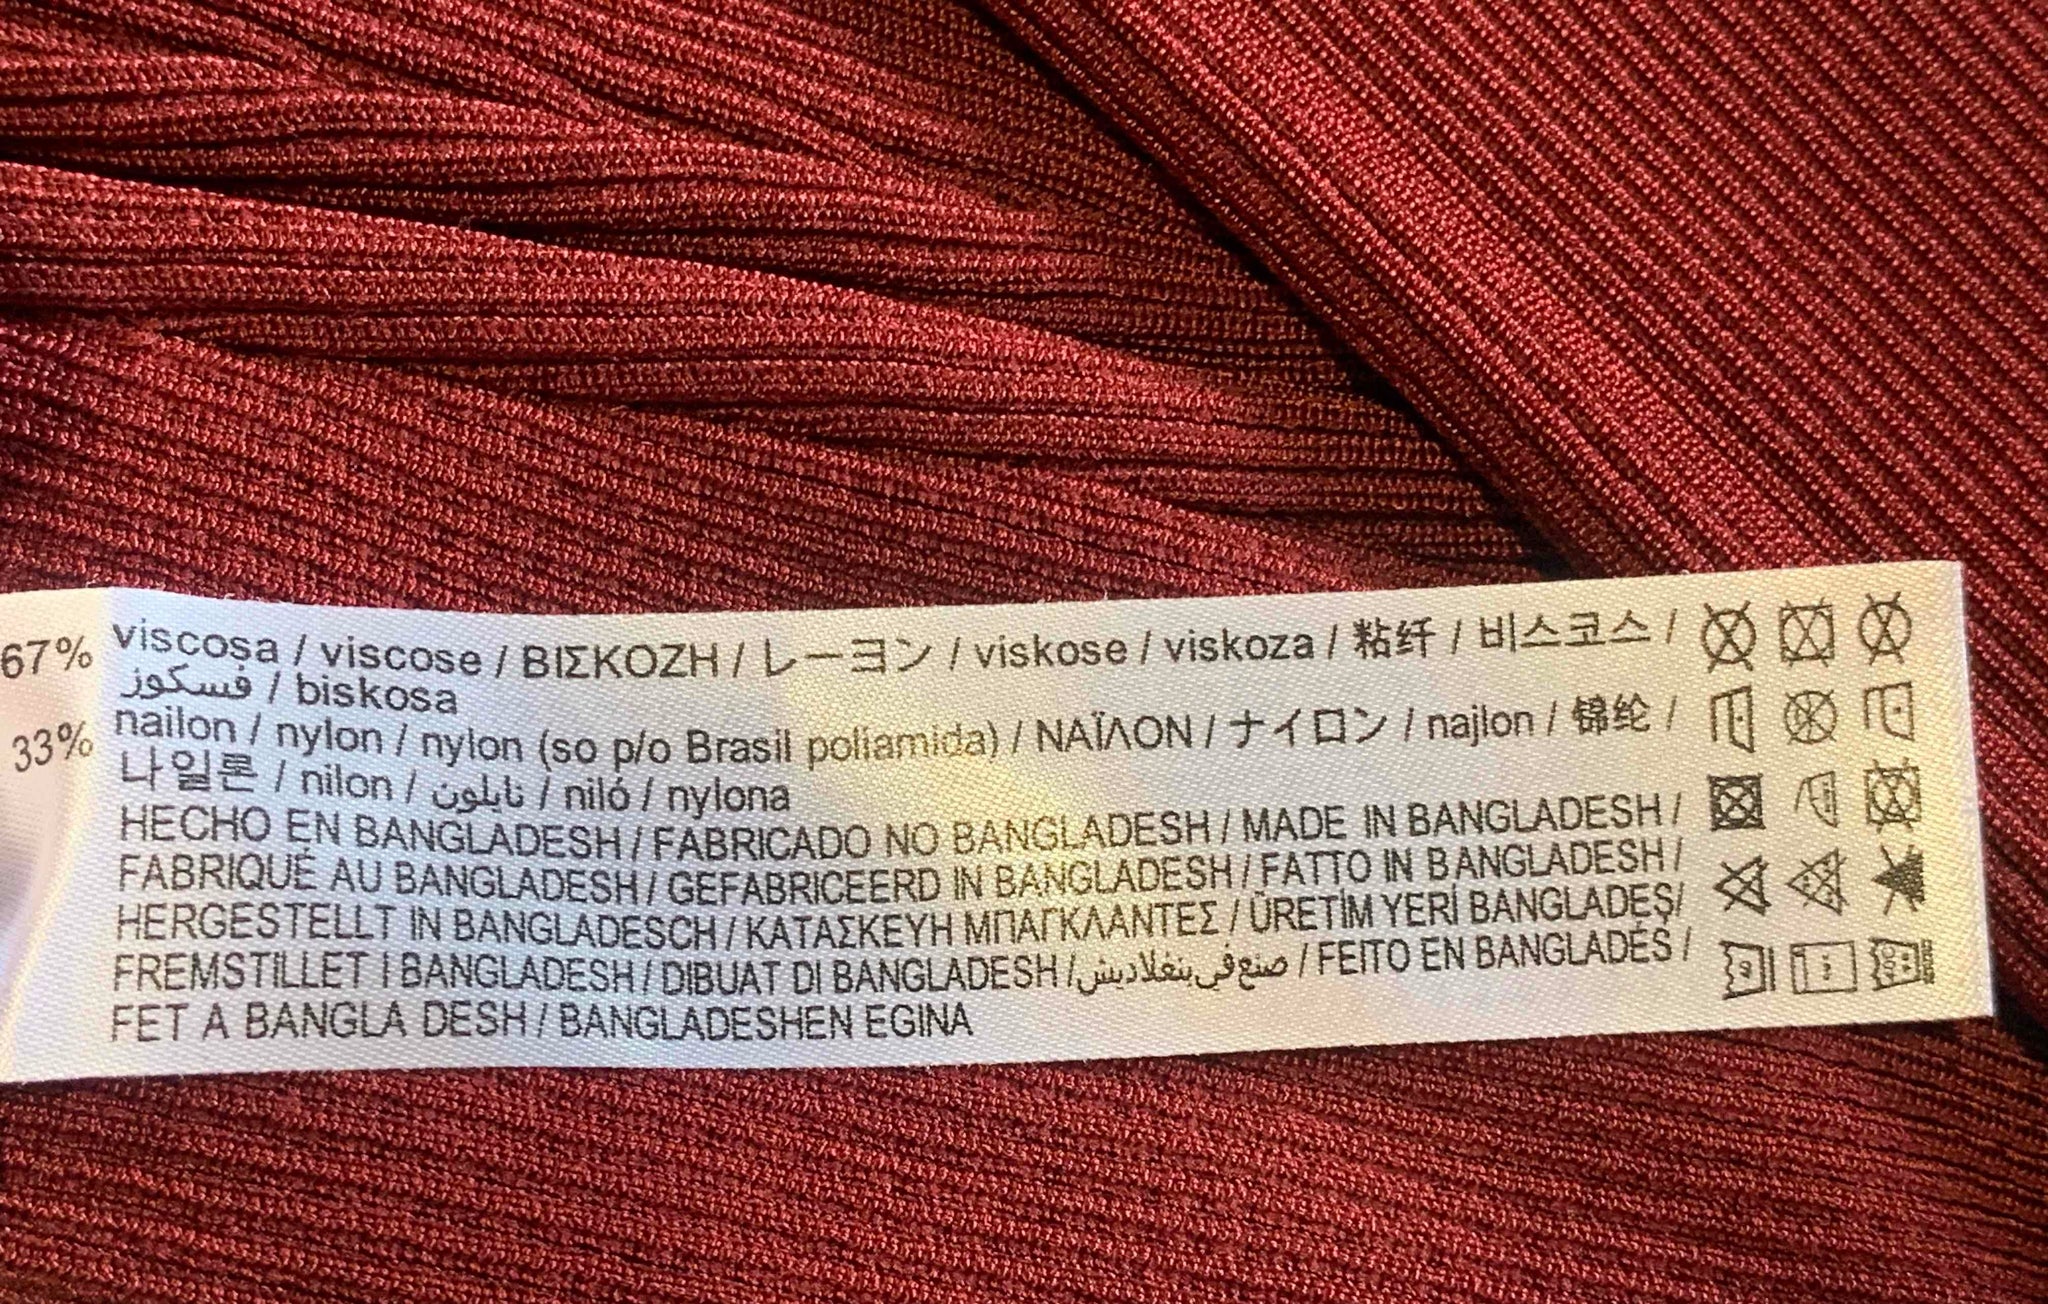 67% viscosa / viscose / ΒΙΣΚΟΖΗ / レーヨン / viskose / viskoza / 粘纤 / 비스코스 /
فسكوز / biskosa
33% nailon / nylon / nylon (so p/o Brasil poliamida) / ΝΑΪΛΟΝ / ナイロン / najlon / 锦纶 /
나일론 / nilon / نايلون / niló / nylona
HECHO EN BANGLADESH / FABRICADO NO BANGLADESH / MADE IN BANGLADESH /
FABRIQUÉ AU BANGLADESH / GEFABRICEERD IN BANGLADESH / FATTO IN BANGLADESH /
HERGESTELLT IN BANGLADESCH / ΚΑΤΑΣΚΕΥΗ ΜΠΑΓΚΛΑΝΤΕΣ / ÜRETİM YERİ BANGLADEŞ/
FREMSTILLET I BANGLADESH / DIBUAT DI BANGLADESH / صنع في بنغلاديش / FEITO EN BANGLADÉS /
FET A BANGLA DESH / BANGLADESHEN EGINA